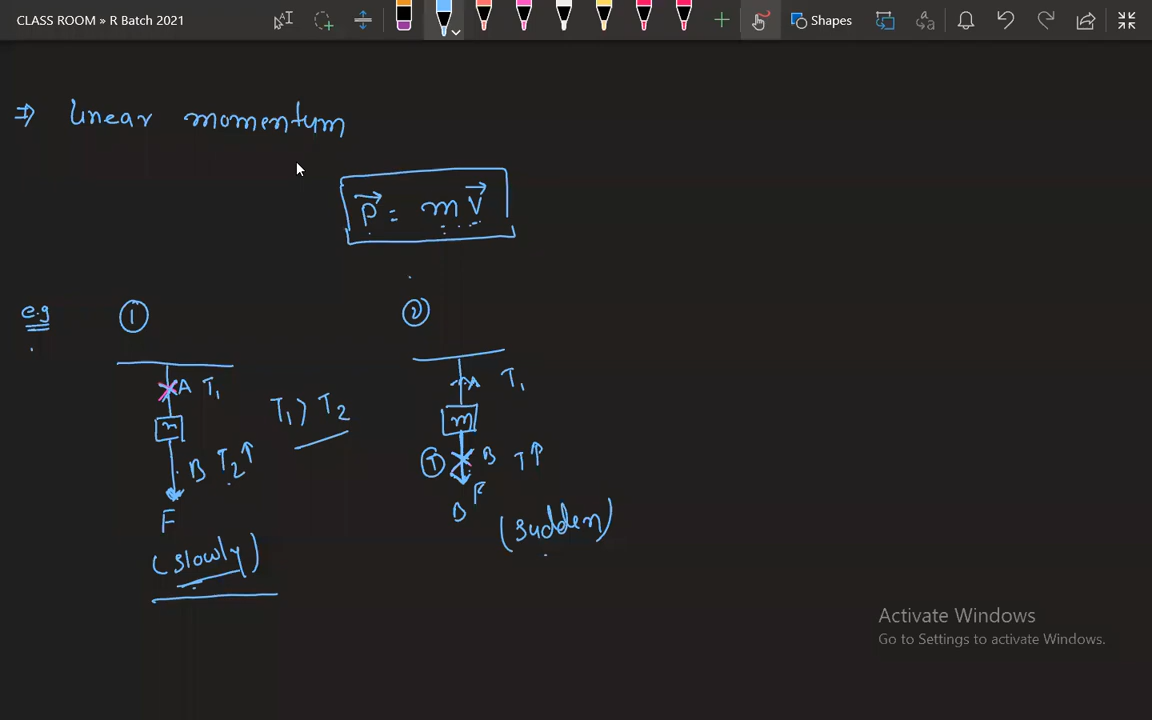 CLASS ROOM » R Batch 2021
Shapes
⇒ linear momentum
P⃗ = m V⃗
e.g ① ②
A T₁ T₁ > T₂ A T₁
m m
B T₂↑ T B T↑
F F
B
(slowly) (sudden)
Activate Windows
Go to Settings to activate Windows.